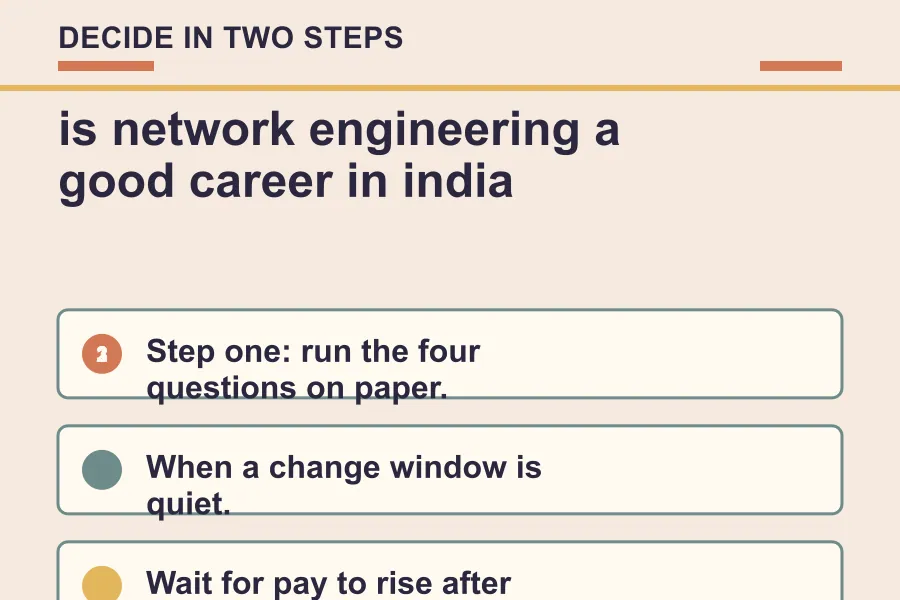 DECIDE IN TWO STEPS
is network engineering a
good career in india
Step one: run the four
questions on paper.
When a change window is
quiet.
Wait for pay to rise after